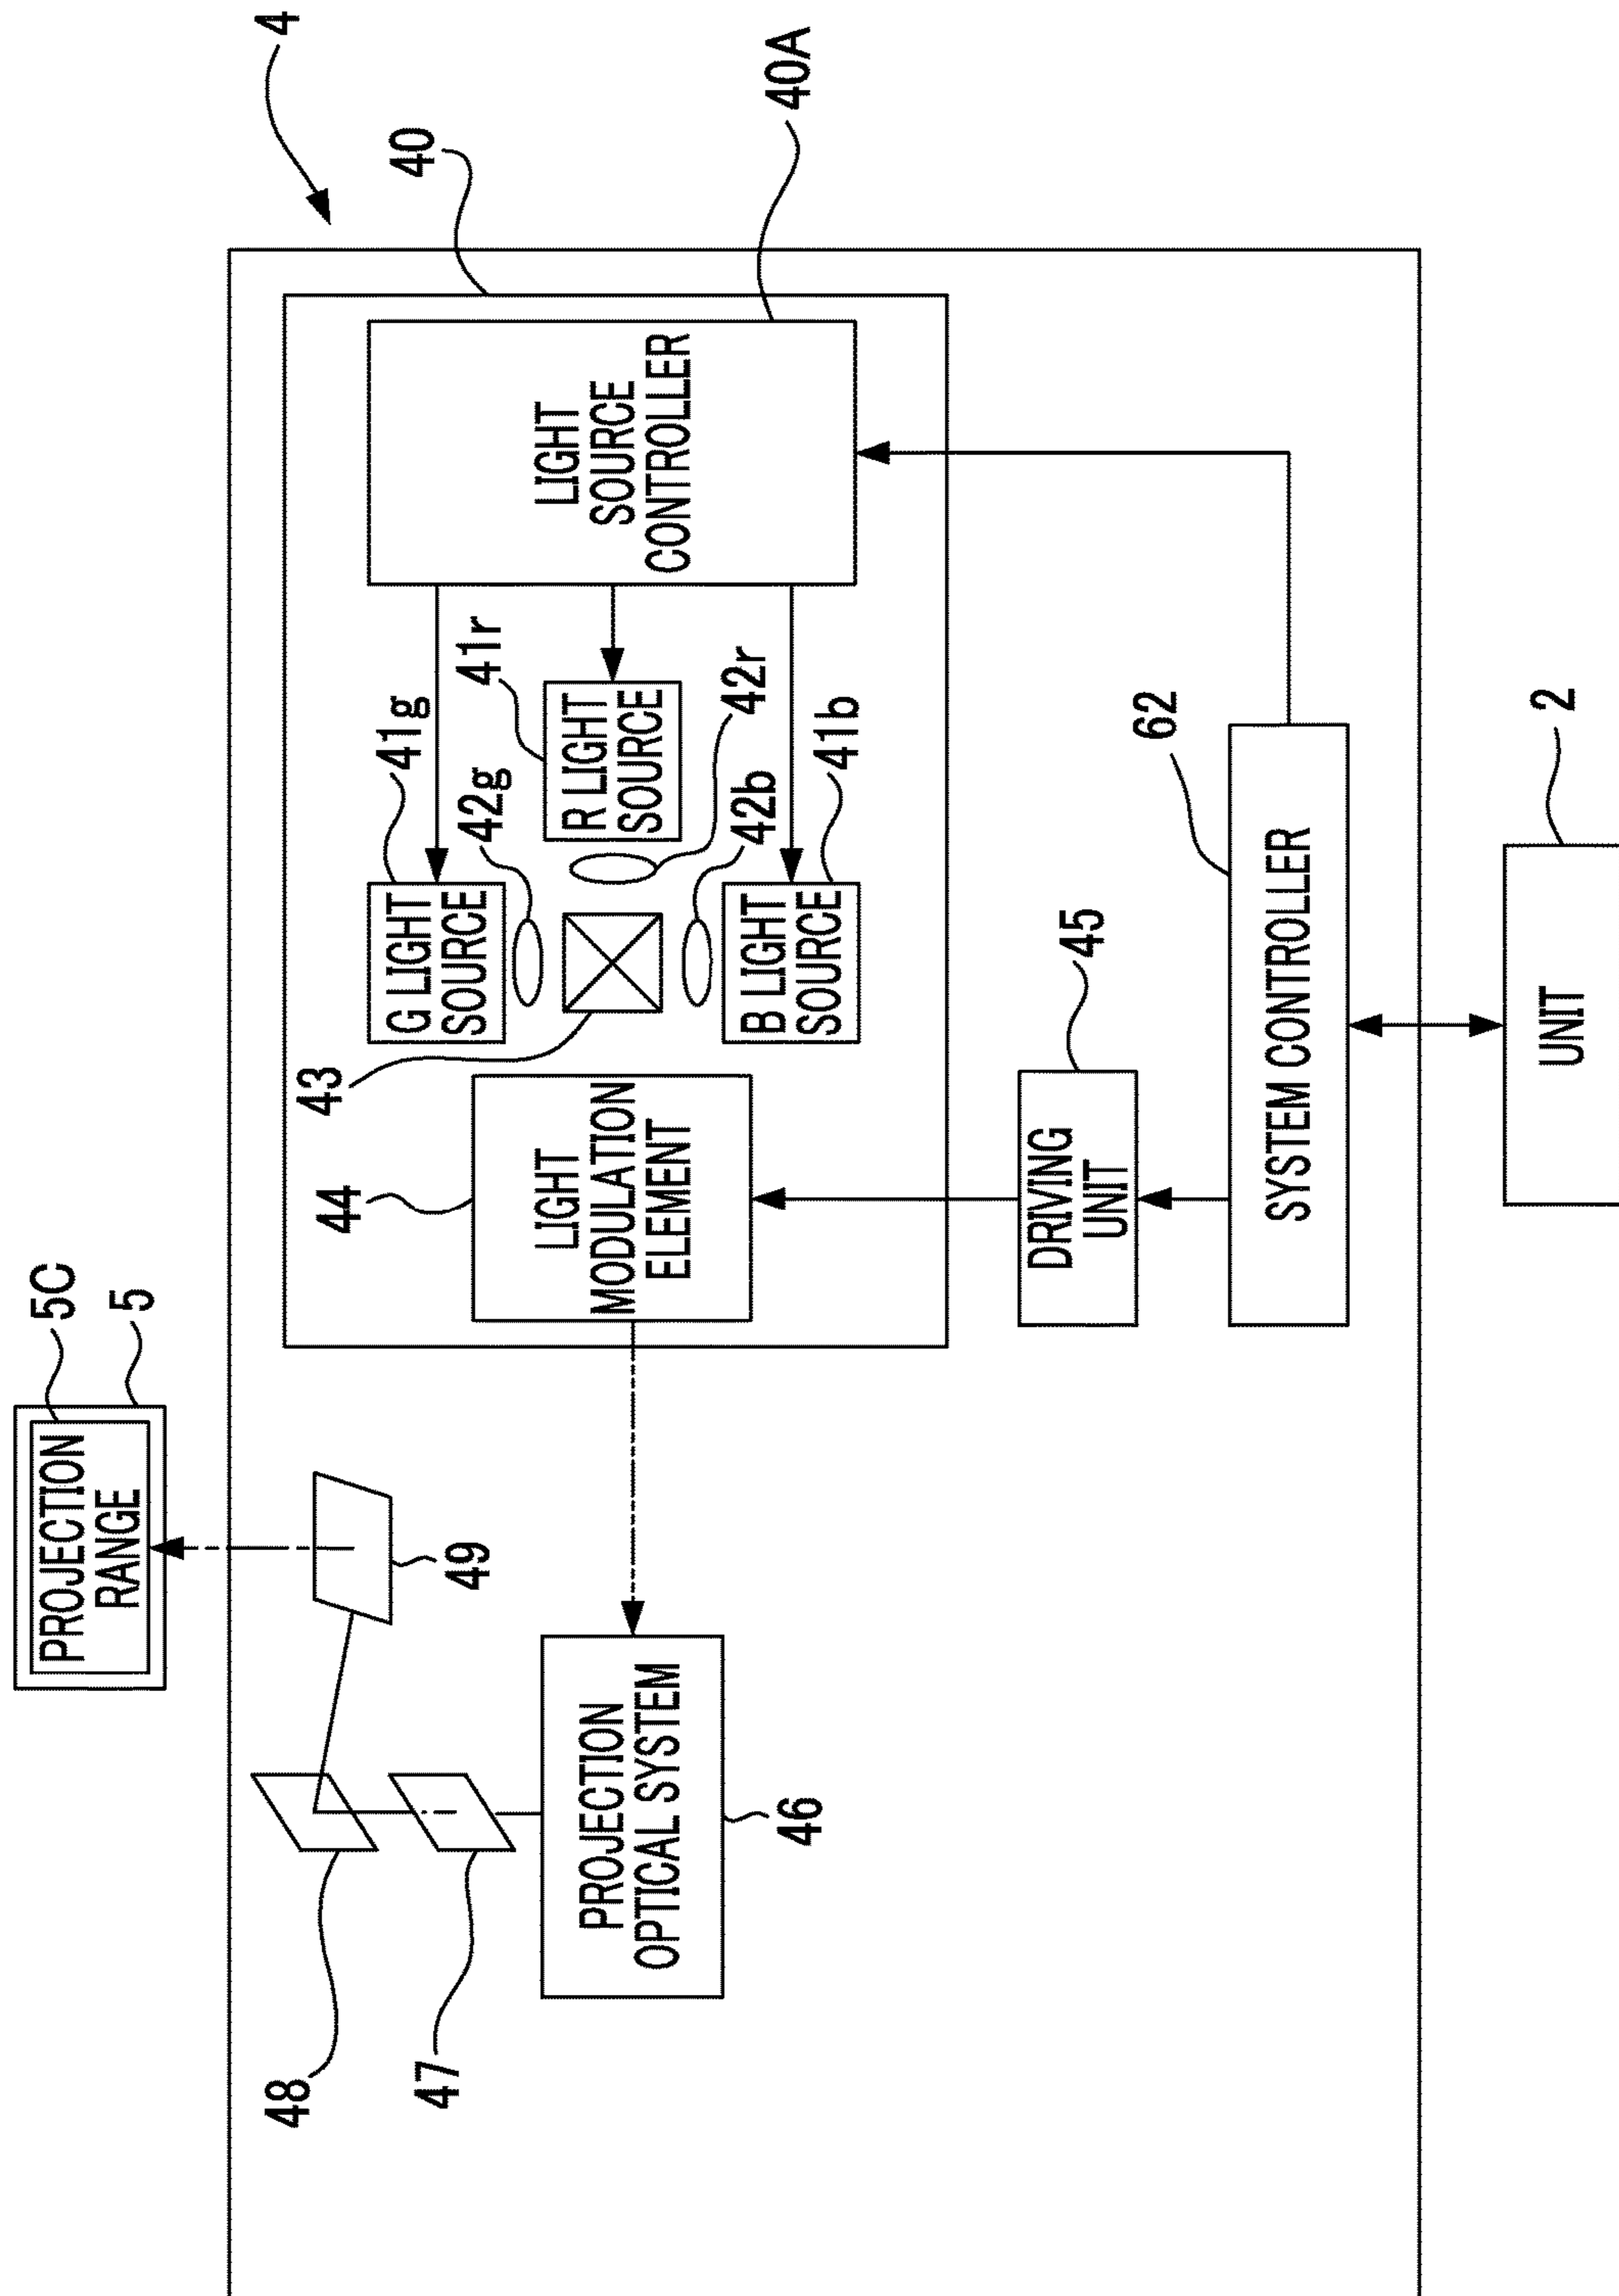 4
40
40A
LIGHT
SOURCE
CONTROLLER
41r
R LIGHT
SOURCE
42r
41g
G LIGHT
SOURCE
42g
42b
41b
B LIGHT
SOURCE
43
44
LIGHT
MODULATION
ELEMENT
45
DRIVING
UNIT
62
SYSTEM CONTROLLER
2
UNIT
5C
5
PROJECTION
RANGE
49
48
47
46
PROJECTION
OPTICAL SYSTEM